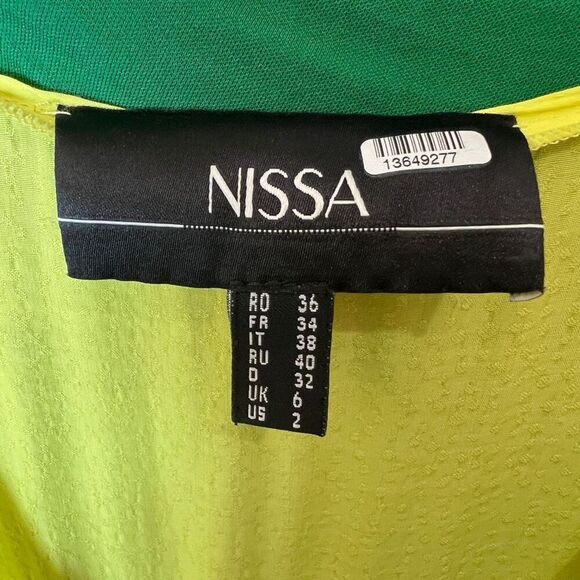 13649277
NISSA
RO 36
FR 34
IT 38
RU 40
D 32
UK 6
US 2